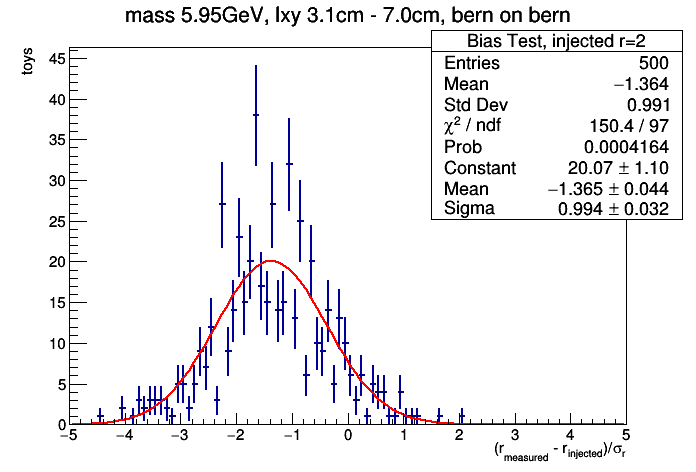 mass 5.95GeV, lxy 3.1cm - 7.0cm, bern on bern
Bias Test, injected r=2
Entries 500
Mean −1.364
Std Dev 0.991
χ² / ndf 150.4 / 97
Prob 0.0004164
Constant 20.07 ± 1.10
Mean −1.365 ± 0.044
Sigma 0.994 ± 0.032
toys
45
40
35
30
25
20
15
10
5
0
−5 −4 −3 −2 −1 0 1 2 3 4 5
(r_measured - r_injected)/σ_r